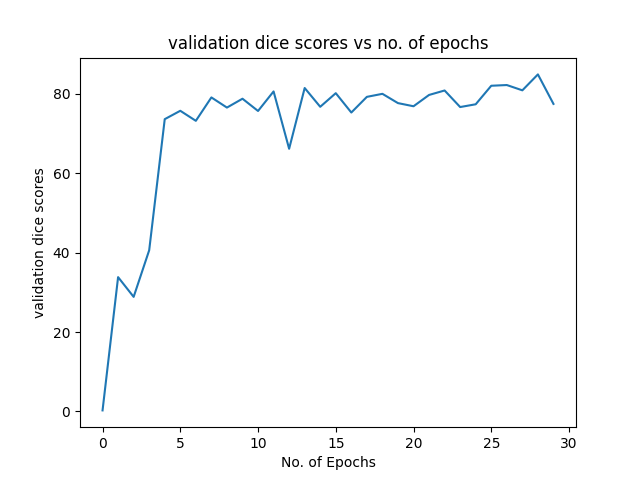 validation dice scores vs no. of epochs
validation dice scores
80
60
40
20
0
0 5 10 15 20 25 30
No. of Epochs